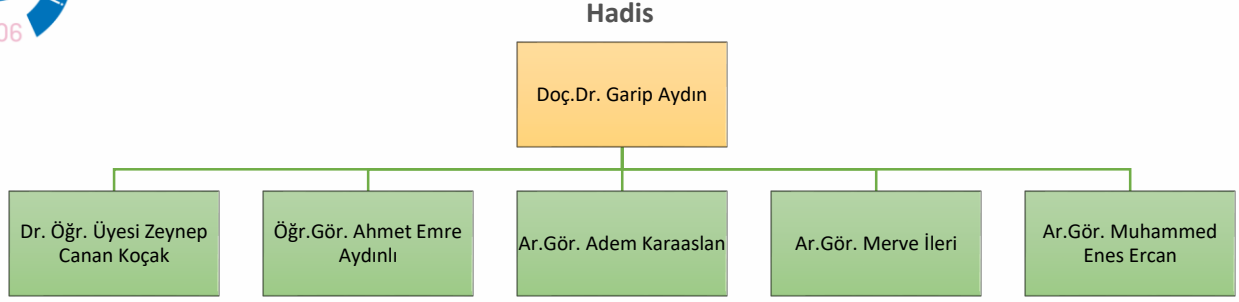 06
Hadis
Doç.Dr. Garip Aydın
Dr. Öğr. Üyesi Zeynep
Canan Koçak
Öğr.Gör. Ahmet Emre
Aydınlı
Ar.Gör. Adem Karaaslan
Ar.Gör. Merve İleri
Ar.Gör. Muhammed
Enes Ercan